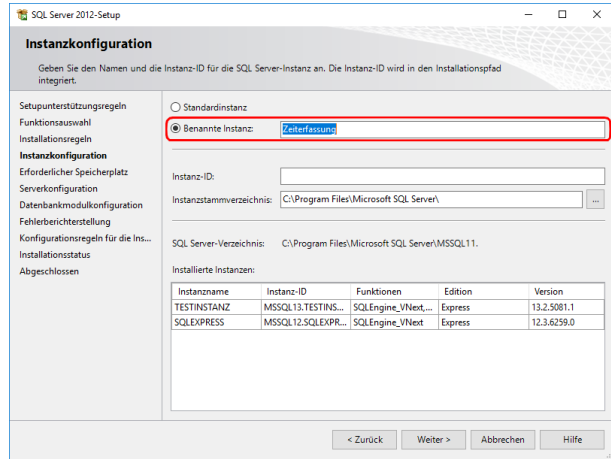 SQL Server 2012-Setup
Instanzkonfiguration
Geben Sie den Namen und die Instanz-ID für die SQL Server-Instanz an. Die Instanz-ID wird in den Installationspfad
integriert.
Setupunterstützungsregeln
Funktionsauswahl
Installationsregeln
Instanzkonfiguration
Erforderlicher Speicherplatz
Serverkonfiguration
Datenbankmodulkonfiguration
Fehlerberichterstellung
Konfigurationsregeln für die Ins...
Installationsstatus
Abgeschlossen
Standardinstanz
Benannte Instanz: Zeiterfassung
Instanz-ID:
Instanzstammverzeichnis: C:\Program Files\Microsoft SQL Server\ ...
SQL Server-Verzeichnis: C:\Program Files\Microsoft SQL Server\MSSQL11.
Installierte Instanzen:
Instanzname Instanz-ID Funktionen Edition Version
TESTINSTANZ MSSQL13.TESTINS... SQLEngine_VNext,... Express 13.2.5081.1
SQLEXPRESS MSSQL12.SQLEXPR... SQLEngine_VNext Express 12.3.6259.0
< Zurück Weiter > Abbrechen Hilfe